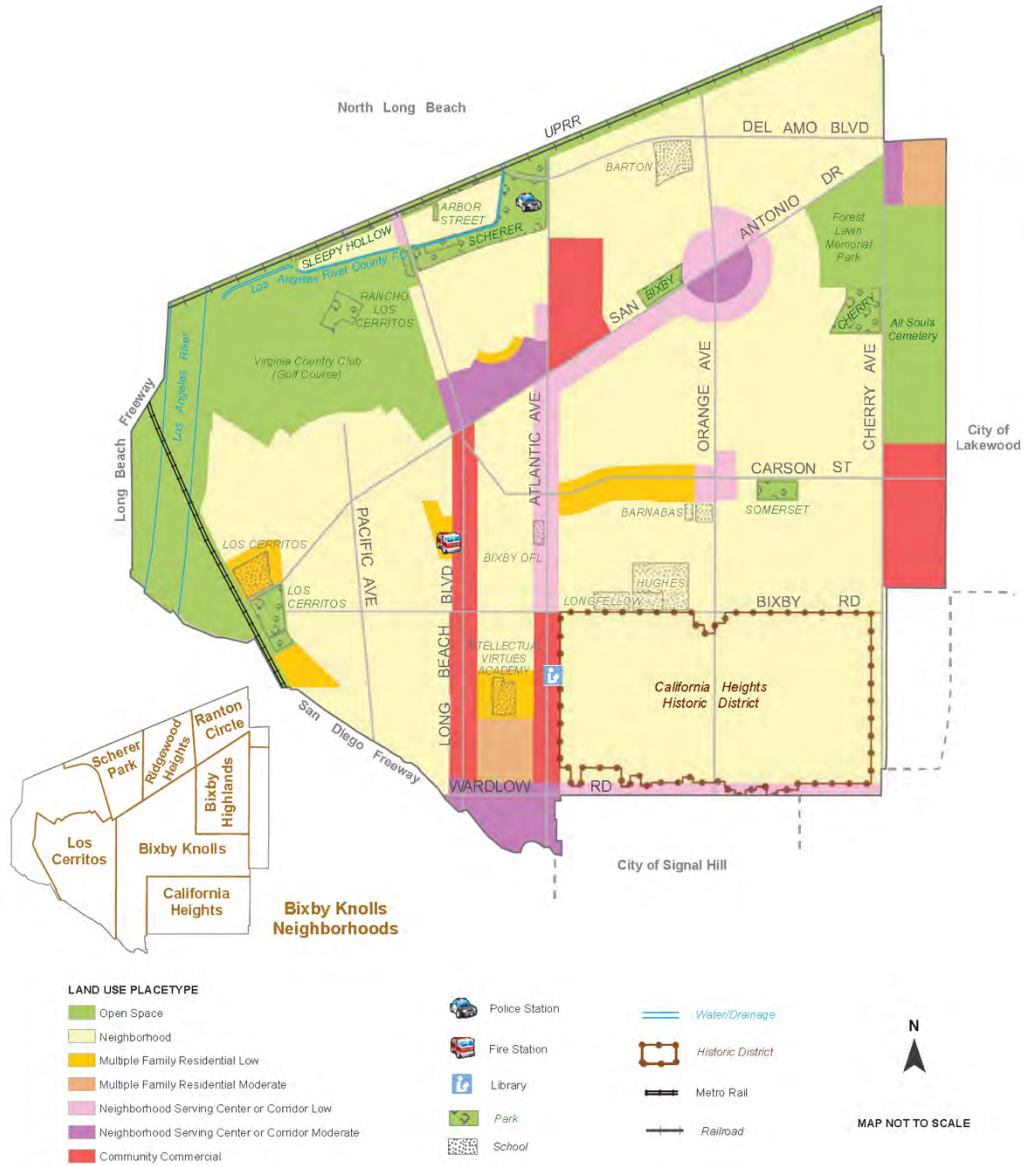 North Long Beach
UPRR
DEL AMO BLVD
BARTON
SAN ANTONIO DR
ARBOR
STREET
SCHERER
SLEEPY HOLLOW
Los Angeles River County F.C.
Forest
Lawn
Memorial
Park
BIXBY
CHERRY
RANCHO
LOS
CERRITOS
Virginia Country Club
(Golf Course)
Los Angeles River
All Souls
Cemetery
Long Beach Freeway
ATLANTIC AVE
ORANGE AVE
CHERRY AVE
City of
Lakewood
CARSON ST
PACIFIC AVE
BARNABAS
SOMERSET
LOS CERRITOS
BIXBY OFL
LOS
CERRITOS
LONG BEACH BLVD
HUGHES
LONGFELLOW
BIXBY RD
INTELLECTUAL
VIRTUES
ACADEMY
California Heights
Historic District
San Diego Freeway
WARDLOW RD
City of Signal Hill
Scherer
Park
Ridgewood
Heights
Ranton
Circle
Bixby
Highlands
Los
Cerritos
Bixby Knolls
California
Heights
Bixby Knolls
Neighborhoods
LAND USE PLACETYPE
Open Space
Neighborhood
Multiple Family Residential Low
Multiple Family Residential Moderate
Neighborhood Serving Center or Corridor Low
Neighborhood Serving Center or Corridor Moderate
Community Commercial
Police Station
Fire Station
Library
Park
School
Water/Drainage
Historic District
Metro Rail
Railroad
N
MAP NOT TO SCALE